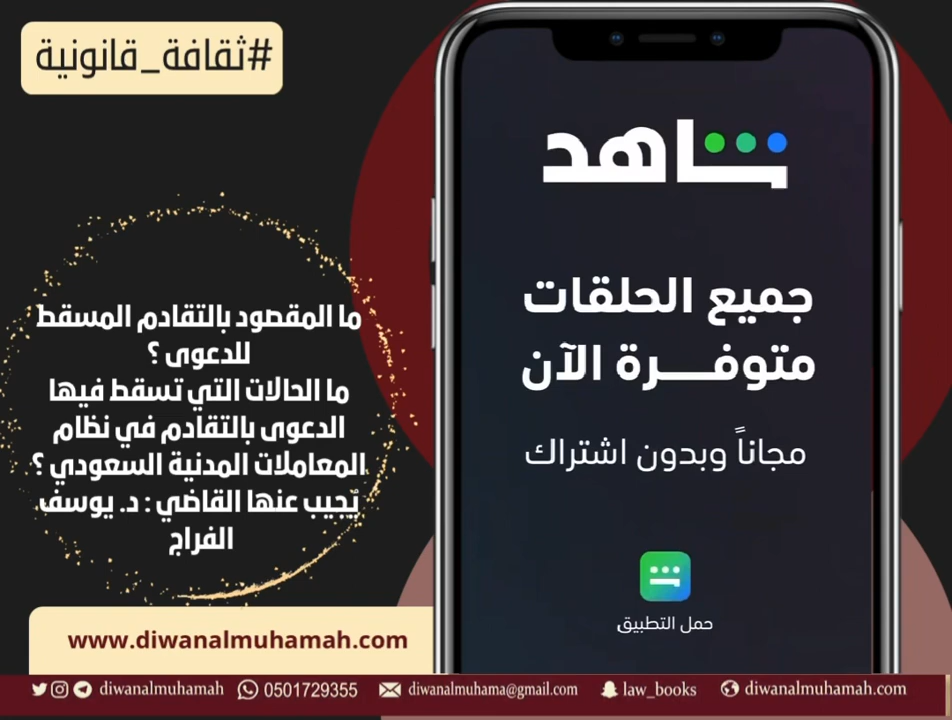 #ثقافة_قانونية
ما المقصود بالتقادم المسقط
للدعوى ؟
ما الحالات التي تسقط فيها
الدعوى بالتقادم في نظام
المعاملات المدنية السعودي ؟
يُجيب عنها القاضي : د. يوسف
الفراج
www.diwanalmuhamah.com
شاهد
جميع الحلقات
متوفـــرة الآن
مجاناً وبدون اشتراك
حمل التطبيق
diwanalmuhamah 0501729355 diwanalmuhama@gmail.com law_books diwanalmuhamah.com